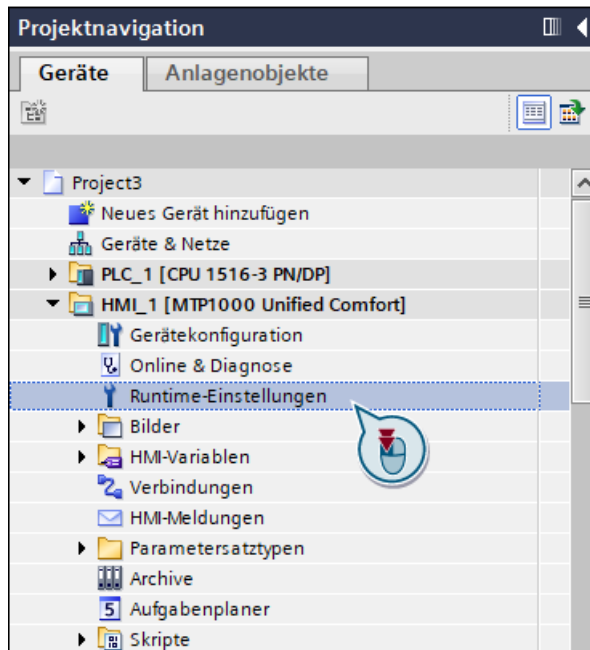 Projektnavigation
Geräte
Anlagenobjekte
Project3
Neues Gerät hinzufügen
Geräte & Netze
PLC_1 [CPU 1516-3 PN/DP]
HMI_1 [MTP1000 Unified Comfort]
Gerätekonfiguration
Online & Diagnose
Runtime-Einstellungen
Bilder
HMI-Variablen
Verbindungen
HMI-Meldungen
Parametersatztypen
Archive
5 Aufgabenplaner
Skripte